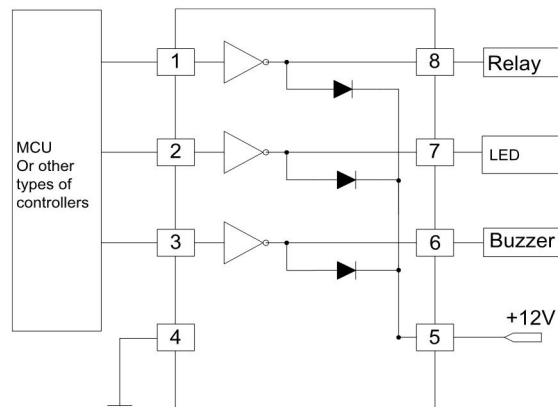 1
8
Relay
MCU
Or other
types of
controllers
2
7
LED
3
6
Buzzer
+12V
4
5